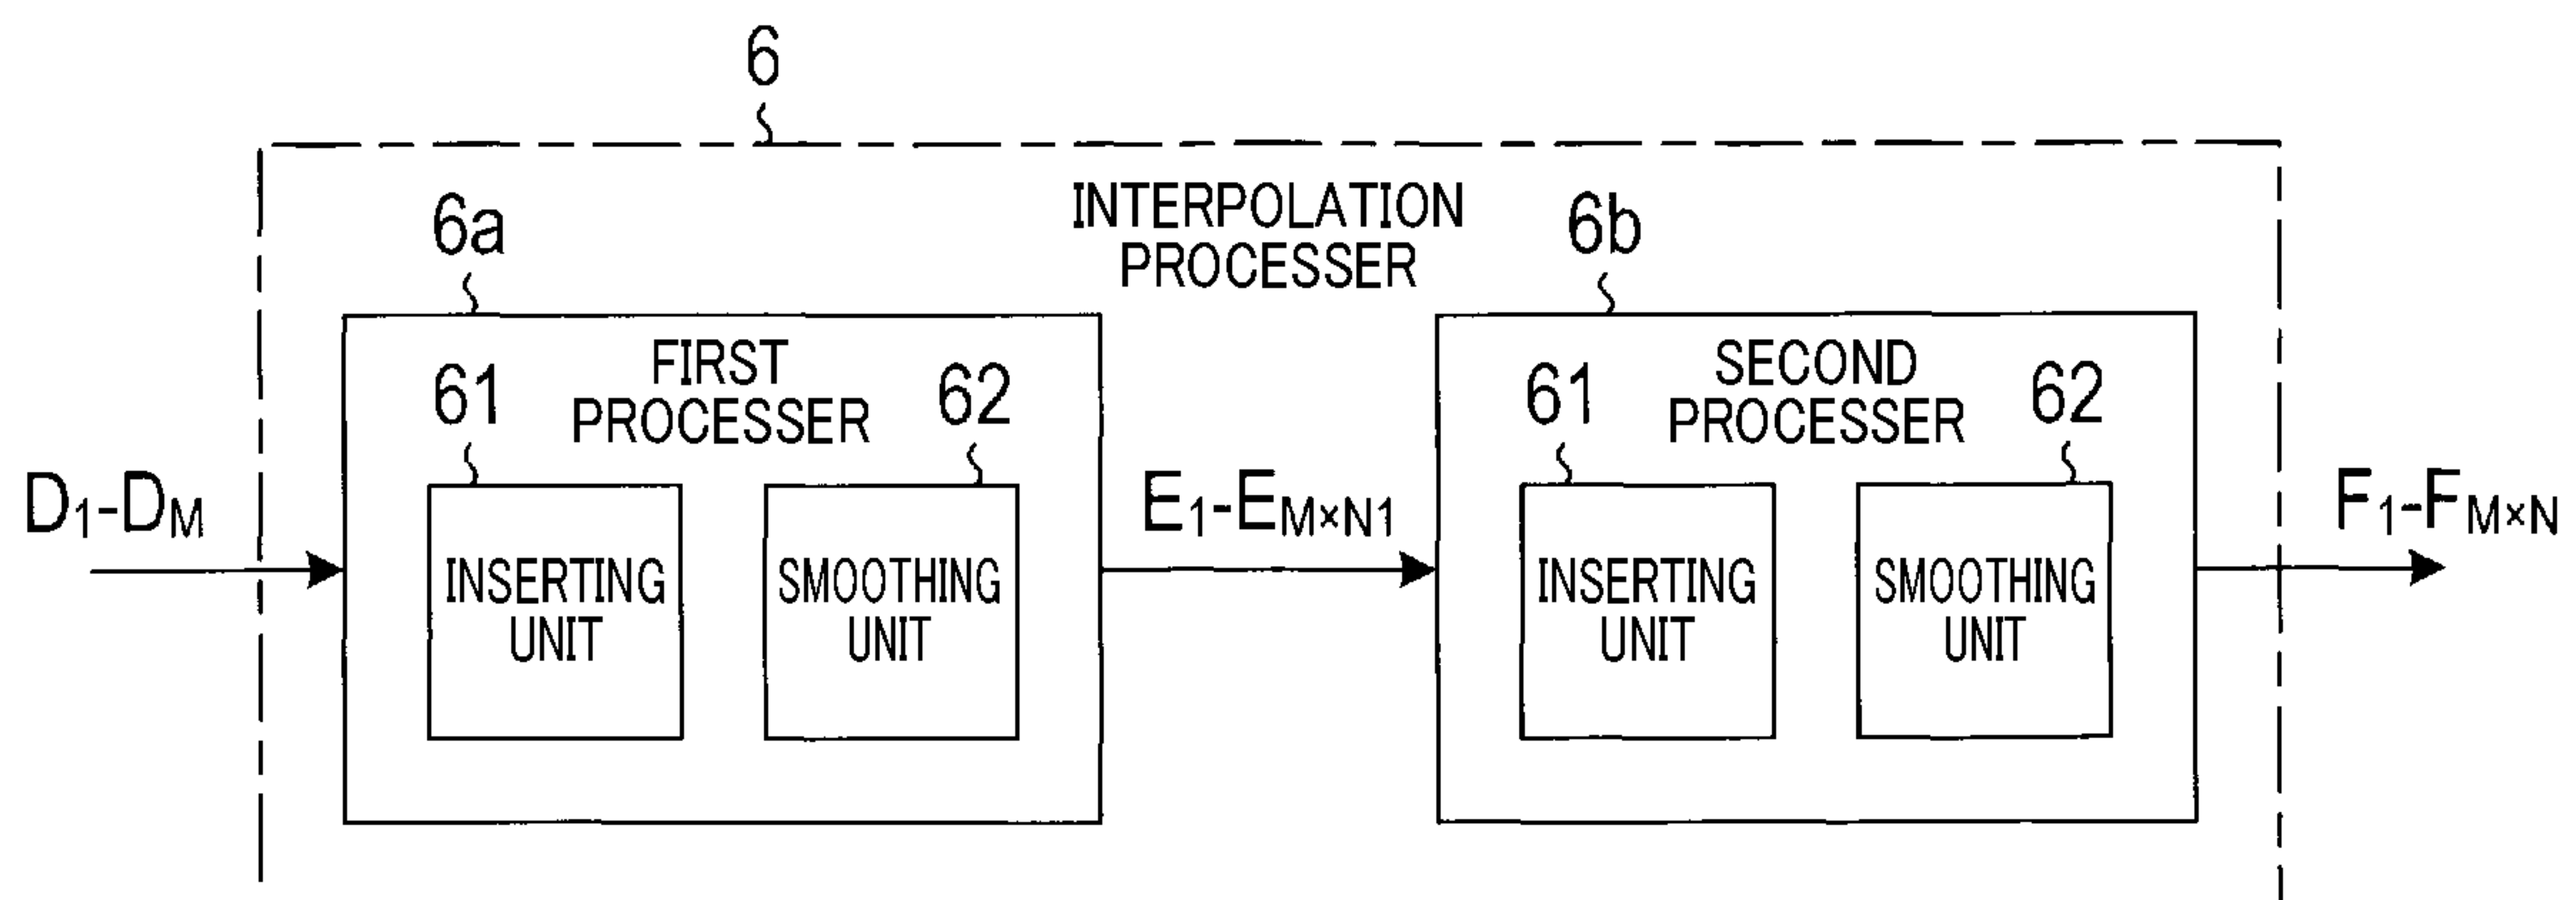 6
INTERPOLATION
PROCESSER
6a
6b
FIRST
PROCESSER
61
62
SECOND
PROCESSER
61
62
D1-DM
E1-EM×N1
F1-FM×N
INSERTING
UNIT
SMOOTHING
UNIT
INSERTING
UNIT
SMOOTHING
UNIT